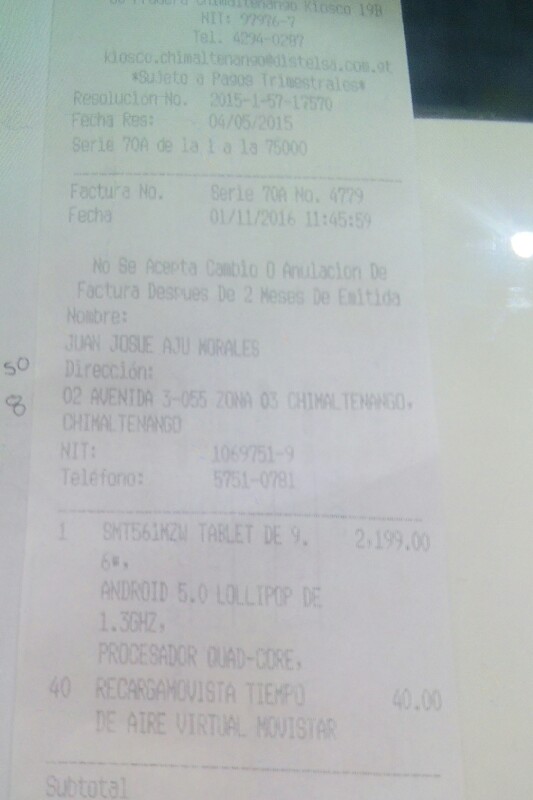 Pradera Chimaltenango Kiosco 19B
NIT: 97976-7
Tel. 4294-0297
kiosco.chimaltenango@distelsa.com.gt
*Sujeto a Pagos Trimestrales*
Resolucion No. 2015-1-57-17570
Fecha Res: 04/05/2015
Serie 70A de la 1 a la 75000
Factura No. Serie 70A No. 4779
Fecha 01/11/2016 11:45:59
No Se Acepta Cambio O Anulacion De
Factura Despues De 2 Meses De Emitida
Nombre:
JUAN JOSUE AJU MORALES
Dirección:
02 AVENIDA 3-055 ZONA 03 CHIMALTENANGO,
CHIMALTENANGO
NIT: 1069751-9
Teléfono: 5751-0781
50
8
1 SMT561MZW TABLET DE 9. 2,199.00
6",
ANDROID 5.0 LOLLIPOP DE
1.3GHZ,
PROCESADOR QUAD-CORE,
40 RECARGAMOVISTA TIEMPO 40.00
DE AIRE VIRTUAL MOVISTAR
Subtotal